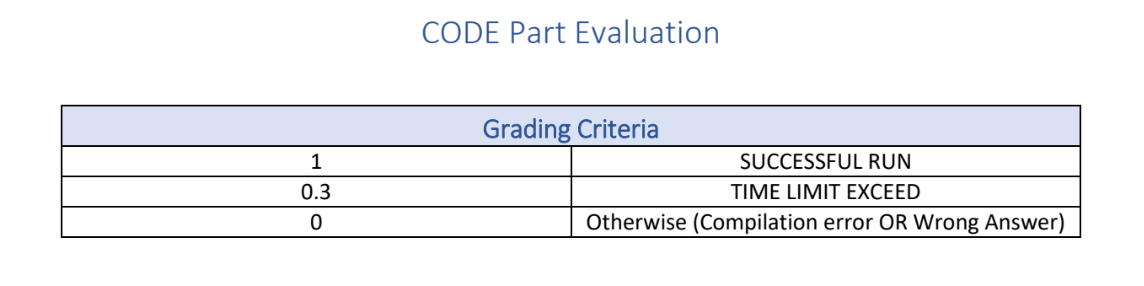 CODE Part Evaluation
Grading Criteria
1 SUCCESSFUL RUN
0.3 TIME LIMIT EXCEED
0 Otherwise (Compilation error OR Wrong Answer)